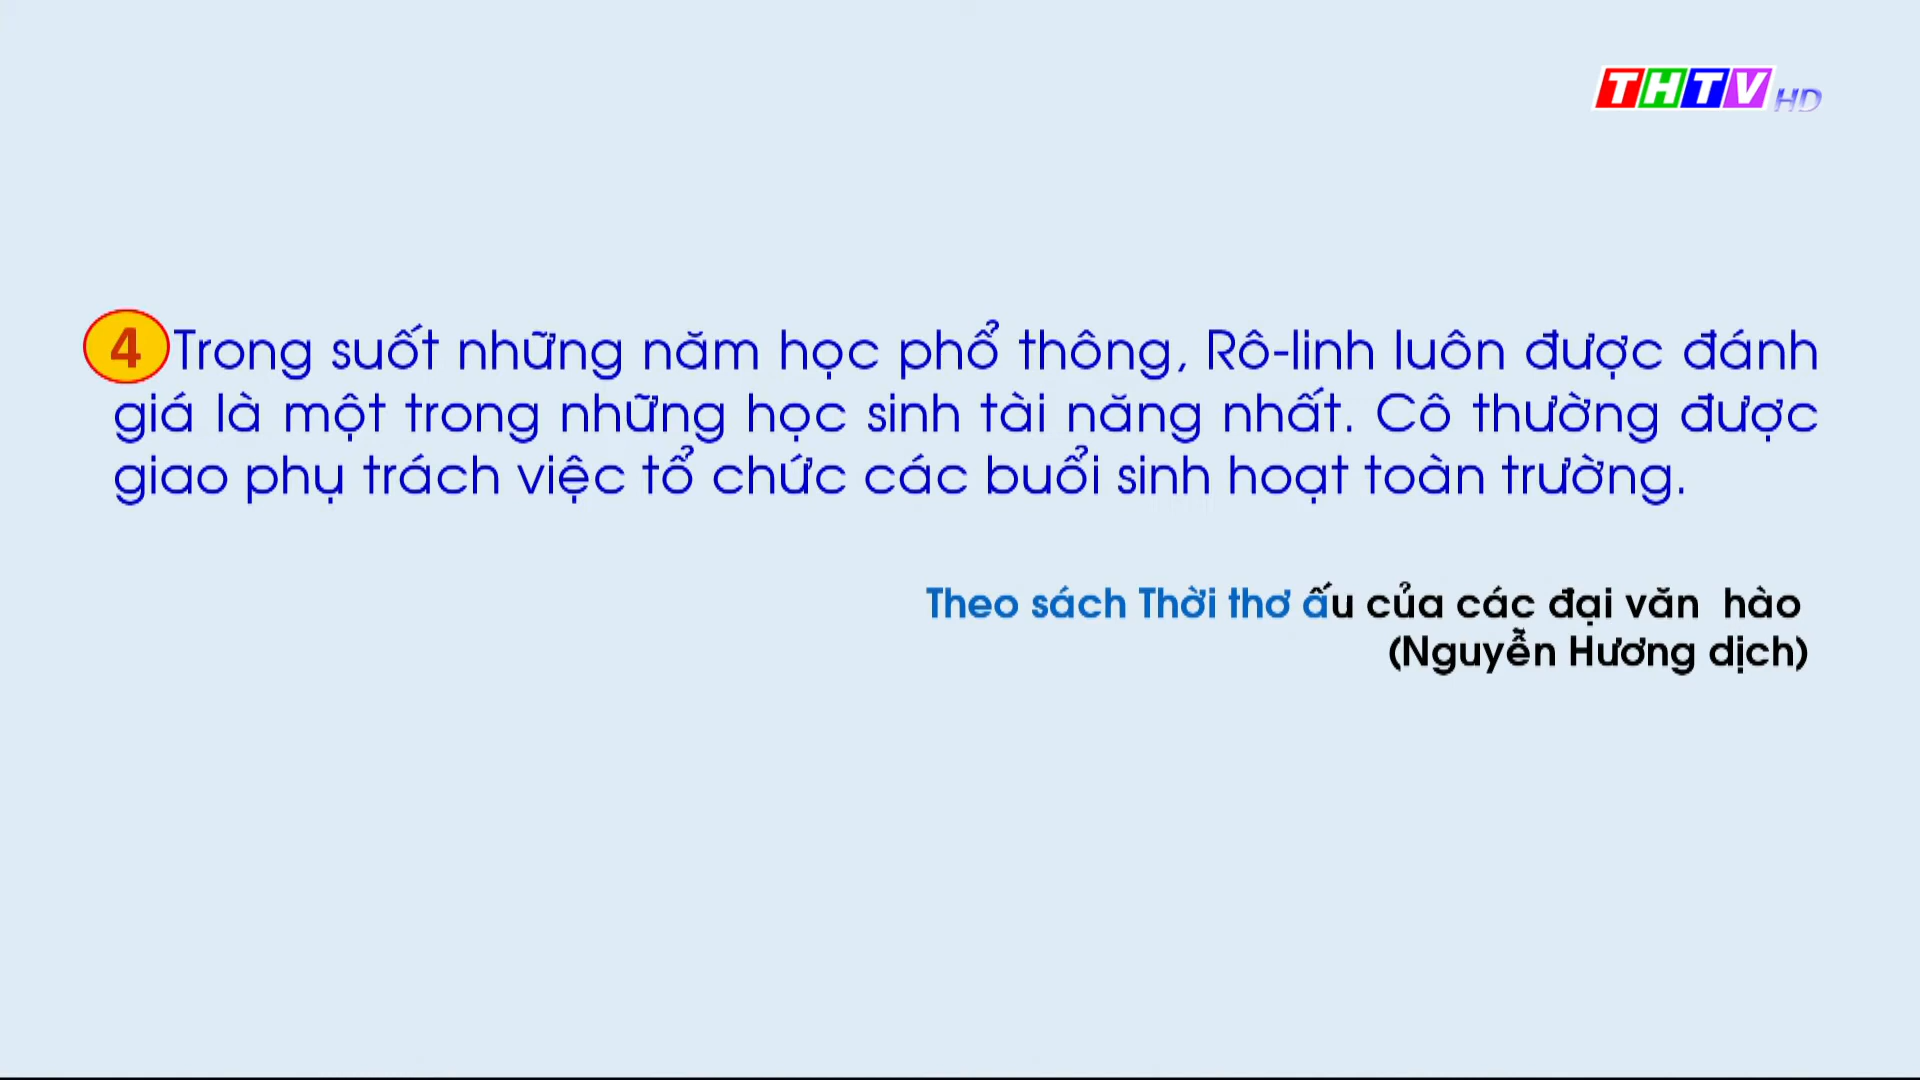 THTV HD
4 Trong suốt những năm học phổ thông, Rô-linh luôn được đánh
giá là một trong những học sinh tài năng nhất. Cô thường được
giao phụ trách việc tổ chức các buổi sinh hoạt toàn trường.
Theo sách Thời thơ ấu của các đại văn hào
(Nguyễn Hương dịch)